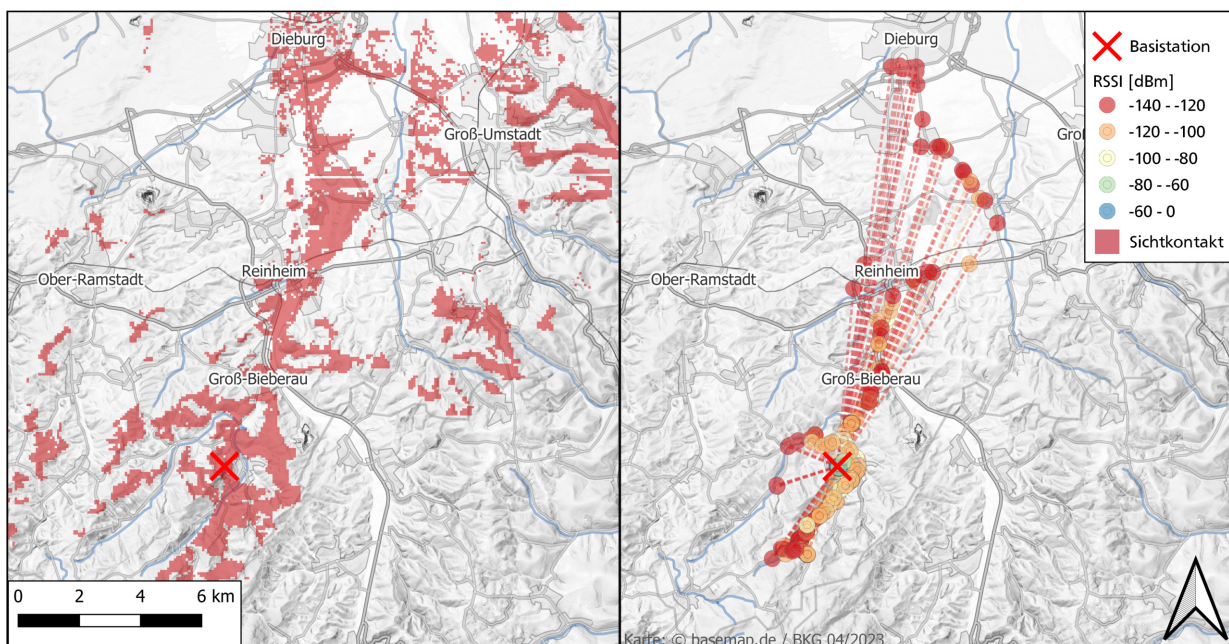 Dieburg
Groß-Umstadt
Reinheim
Ober-Ramstadt
Groß-Bieberau
0 2 4 6 km
Dieburg
Gro
Reinheim
Ober-Ramstadt
Groß-Bieberau
Basistation
RSSI [dBm]
-140 - -120
-120 - -100
-100 - -80
-80 - -60
-60 - 0
Sichtkontakt
Karte: © basemap.de / BKG 04/2023